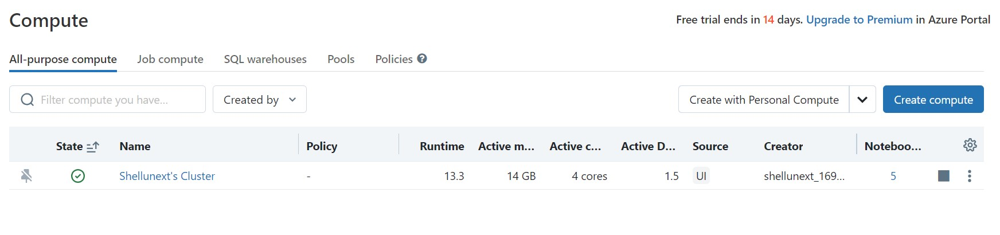 Compute
Free trial ends in 14 days. Upgrade to Premium in Azure Portal
All-purpose compute Job compute SQL warehouses Pools Policies ?
Filter compute you have... Created by Create with Personal Compute Create compute
State Name Policy Runtime Active m... Active c... Active D... Source Creator Noteboo...
Shellunext's Cluster - 13.3 14 GB 4 cores 1.5 UI shellunext_169... 5